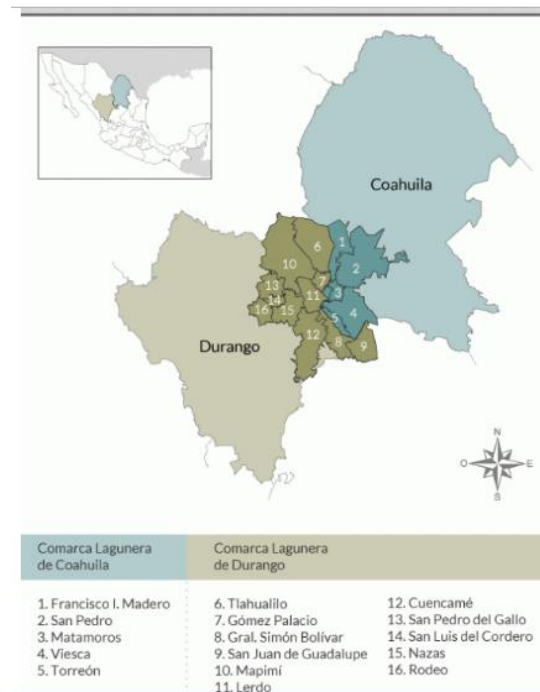 Coahuila
1
6
2
10
7
13
3
11
14
4
16
15
5
12
Durango
8
9
N
O
E
S
Comarca Lagunera
de Coahuila
1. Francisco I. Madero
2. San Pedro
3. Matamoros
4. Viesca
5. Torreón
Comarca Lagunera
de Durango
6. Tlahualilo
7. Gómez Palacio
8. Gral. Simón Bolívar
9. San Juan de Guadalupe
10. Mapimí
11. Lerdo
12. Cuencamé
13. San Pedro del Gallo
14. San Luis del Cordero
15. Nazas
16. Rodeo